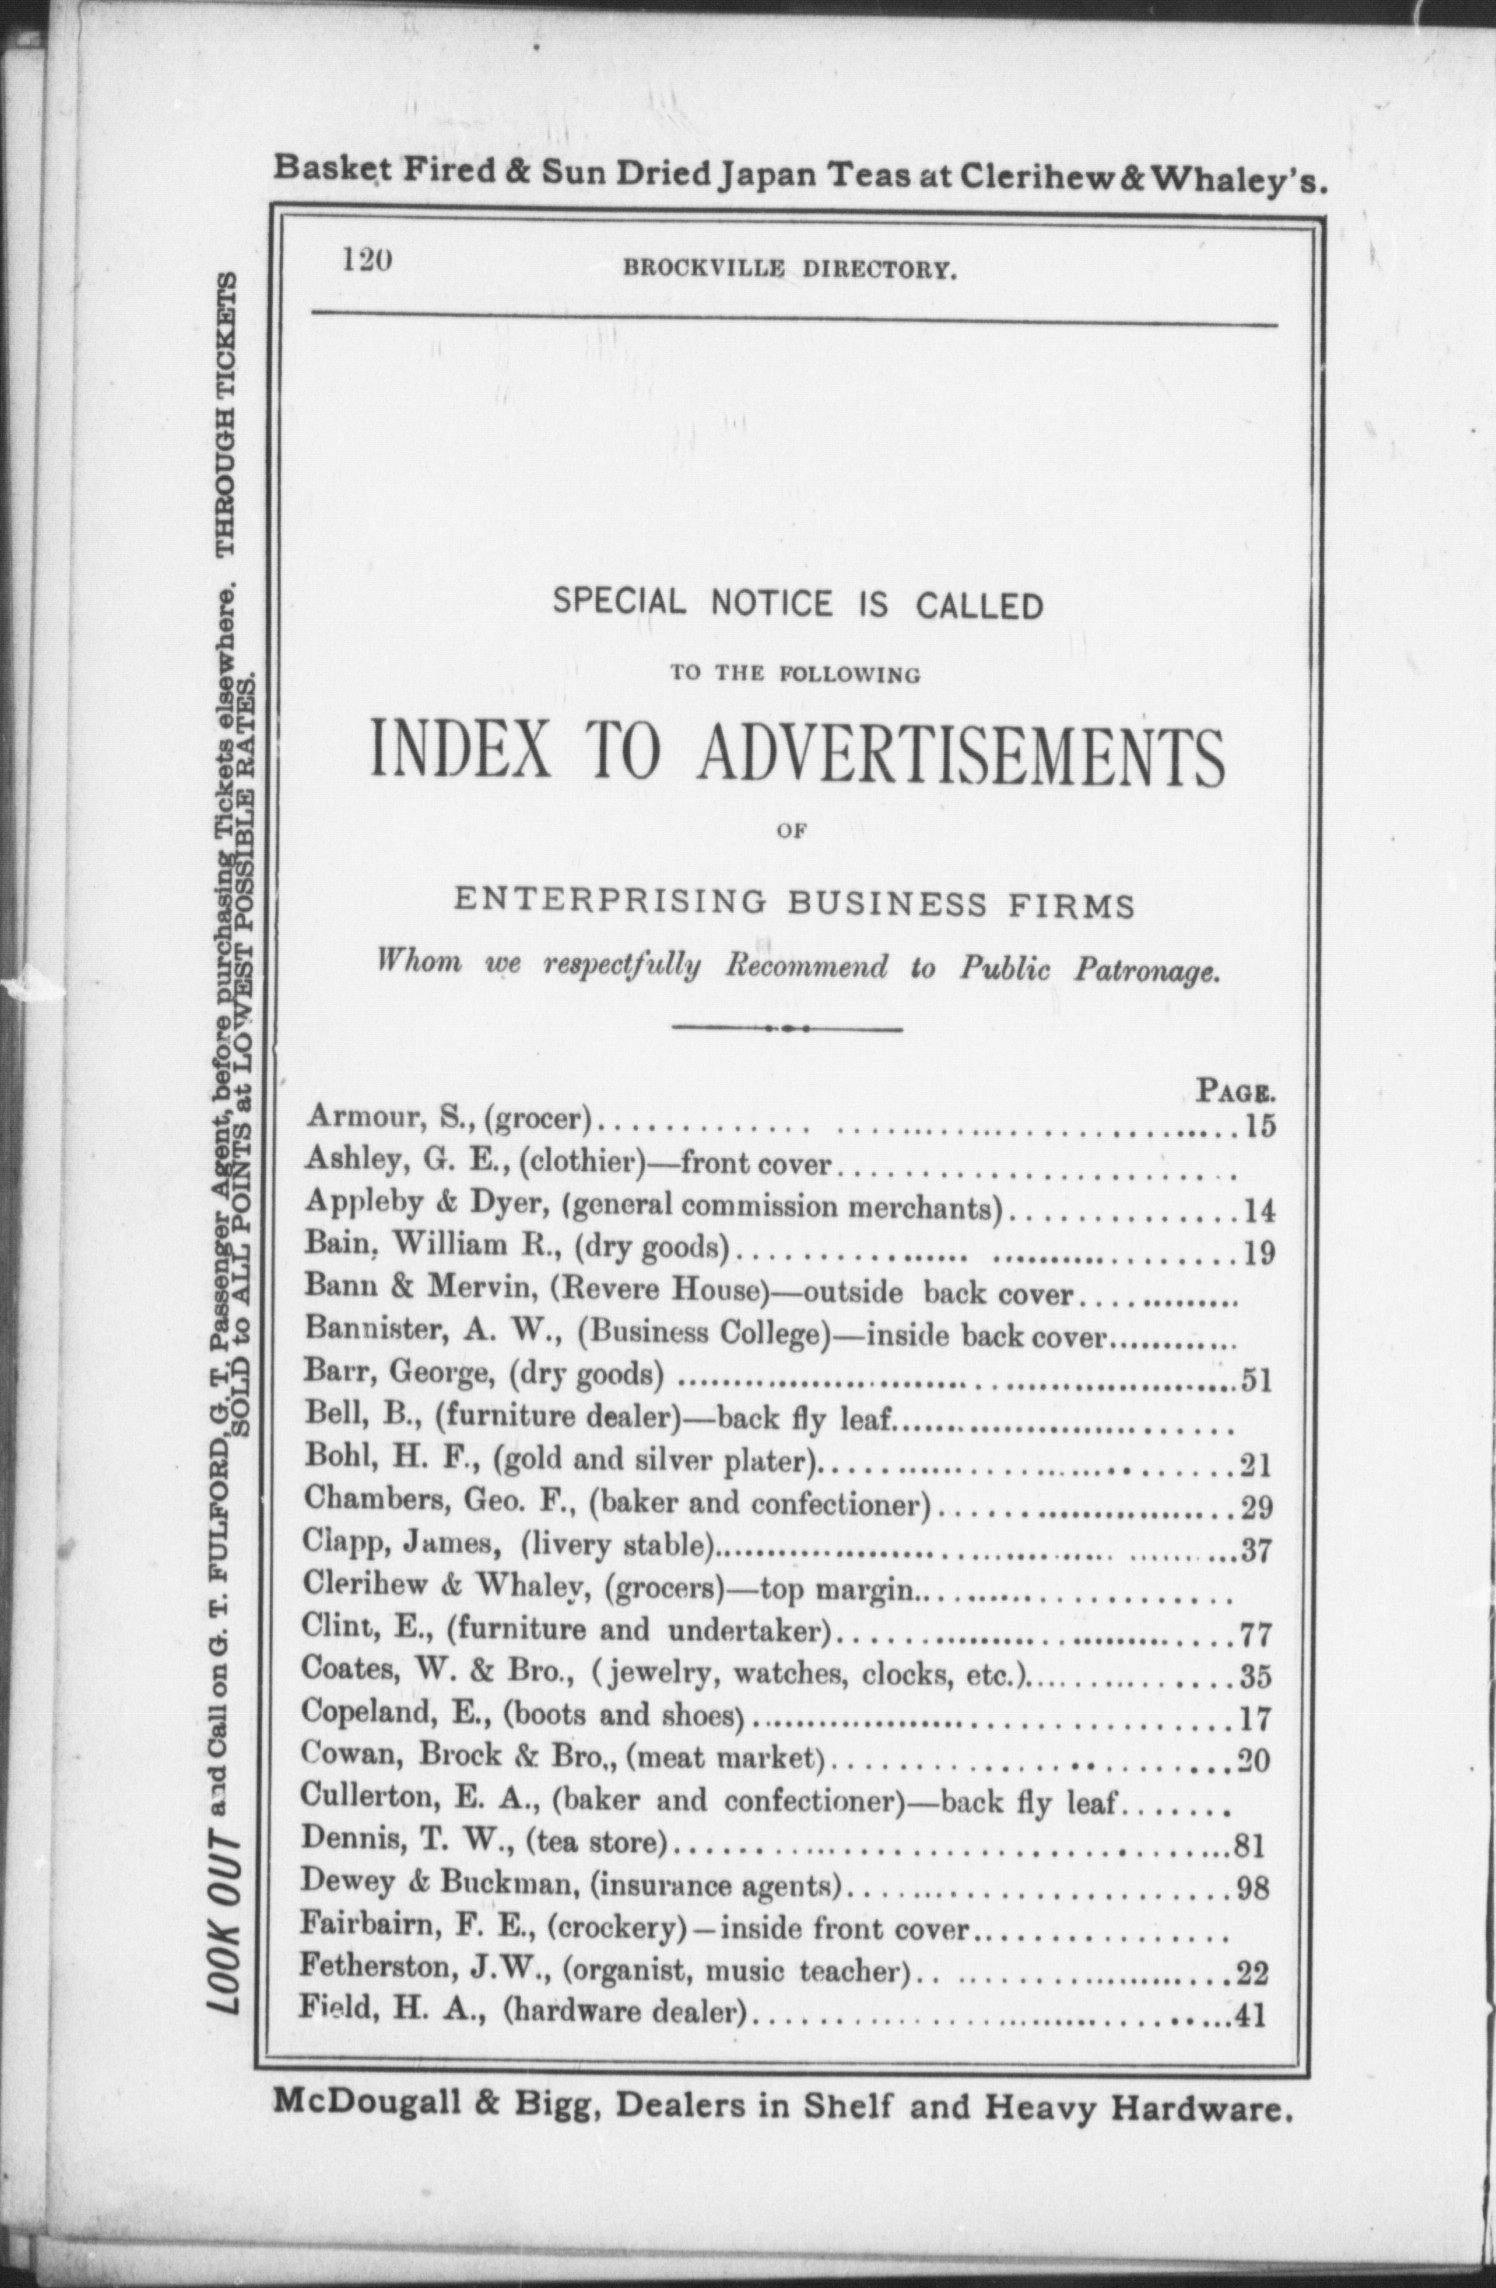 Basket Fired & Sun Dried Japan Teas at Clerihew & Whaley's.
120 BROCKVILLE DIRECTORY.
SPECIAL NOTICE IS CALLED
TO THE FOLLOWING
INDEX TO ADVERTISEMENTS
OF
ENTERPRISING BUSINESS FIRMS
Whom we respectfully Recommend to Public Patronage.
PAGE.
Armour, S., (grocer)..............................15
Ashley, G. E., (clothier)—front cover..............................
Appleby & Dyer, (general commission merchants)...............14
Bain, William R., (dry goods)..............................19
Bann & Mervin, (Revere House)—outside back cover...............
Bannister, A. W., (Business College)—inside back cover.............
Barr, George, (dry goods) ..............................51
Bell, B., (furniture dealer)—back fly leaf..............................
Bohl, H. F., (gold and silver plater)..............................21
Chambers, Geo. F., (baker and confectioner)....................29
Clapp, James, (livery stable)..............................37
Clerihew & Whaley, (grocers)—top margin.....................
Clint, E., (furniture and undertaker)..............................77
Coates, W. & Bro., (jewelry, watches, clocks, etc.)...............35
Copeland, E., (boots and shoes)..............................17
Cowan, Brock & Bro., (meat market)..............................20
Cullerton, E. A., (baker and confectioner)—back fly leaf.......
Dennis, T. W., (tea store)..............................81
Dewey & Buckman, (insurance agents)..............................98
Fairbairn, F. E., (crockery)—inside front cover................
Fetherston, J.W., (organist, music teacher)....................22
Field, H. A., (hardware dealer)..............................41
McDougall & Bigg, Dealers in Shelf and Heavy Hardware.
LOOK OUT and Call on G. T. FULFORD, G. T. Passenger Agent, before purchasing Tickets elsewhere. THROUGH TICKETS
SOLD to ALL POINTS at LOWEST POSSIBLE RATES.